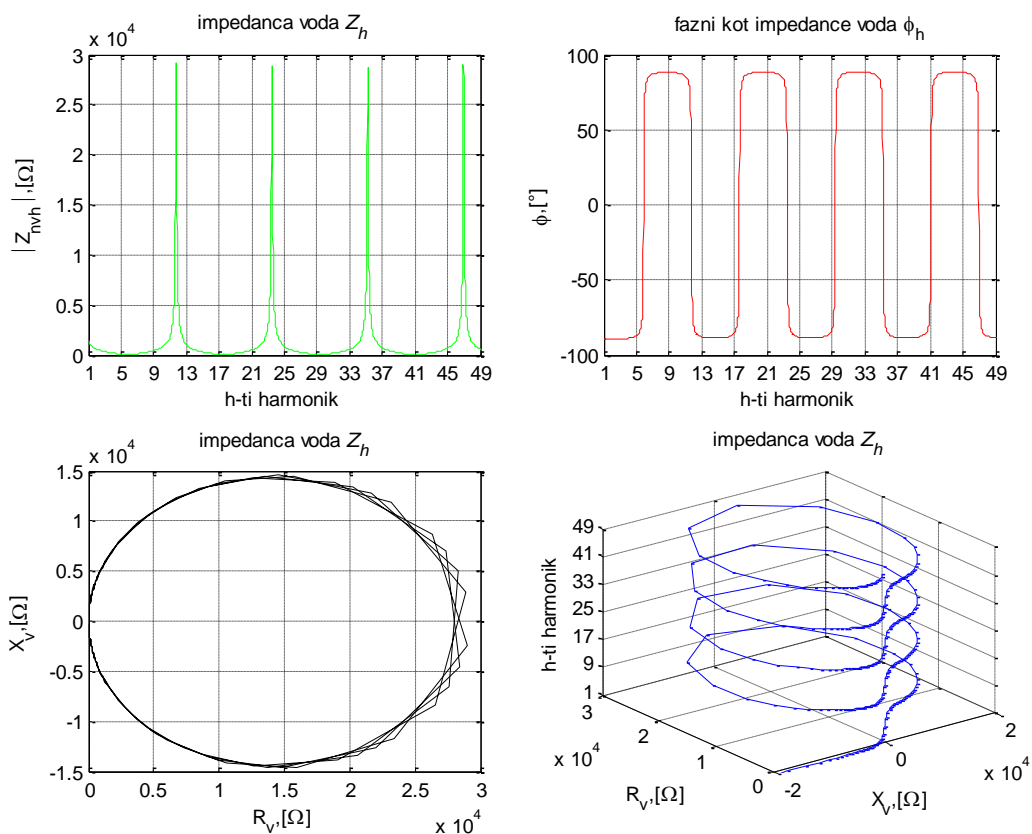 impedanca voda Z_h
x 10^4
3
2.5
2
1.5
1
0.5
0
|Z_nvh|,[Ω]
1 5 9 13 17 21 25 29 33 37 41 45 49
h-ti harmonik
fazni kot impedance voda ϕ_h
100
50
0
-50
-100
ϕ,[°]
1 5 9 13 17 21 25 29 33 37 41 45 49
h-ti harmonik
impedanca voda Z_h
x 10^4
1.5
1
0.5
0
-0.5
-1
-1.5
X_v,[Ω]
0 0.5 1 1.5 2 2.5 3
R_v,[Ω]
x 10^4
impedanca voda Z_h
49
41
33
25
17
9
1
h-ti harmonik
3
2
1
0
x 10^4
R_v,[Ω]
-2
0
2
x 10^4
X_v,[Ω]